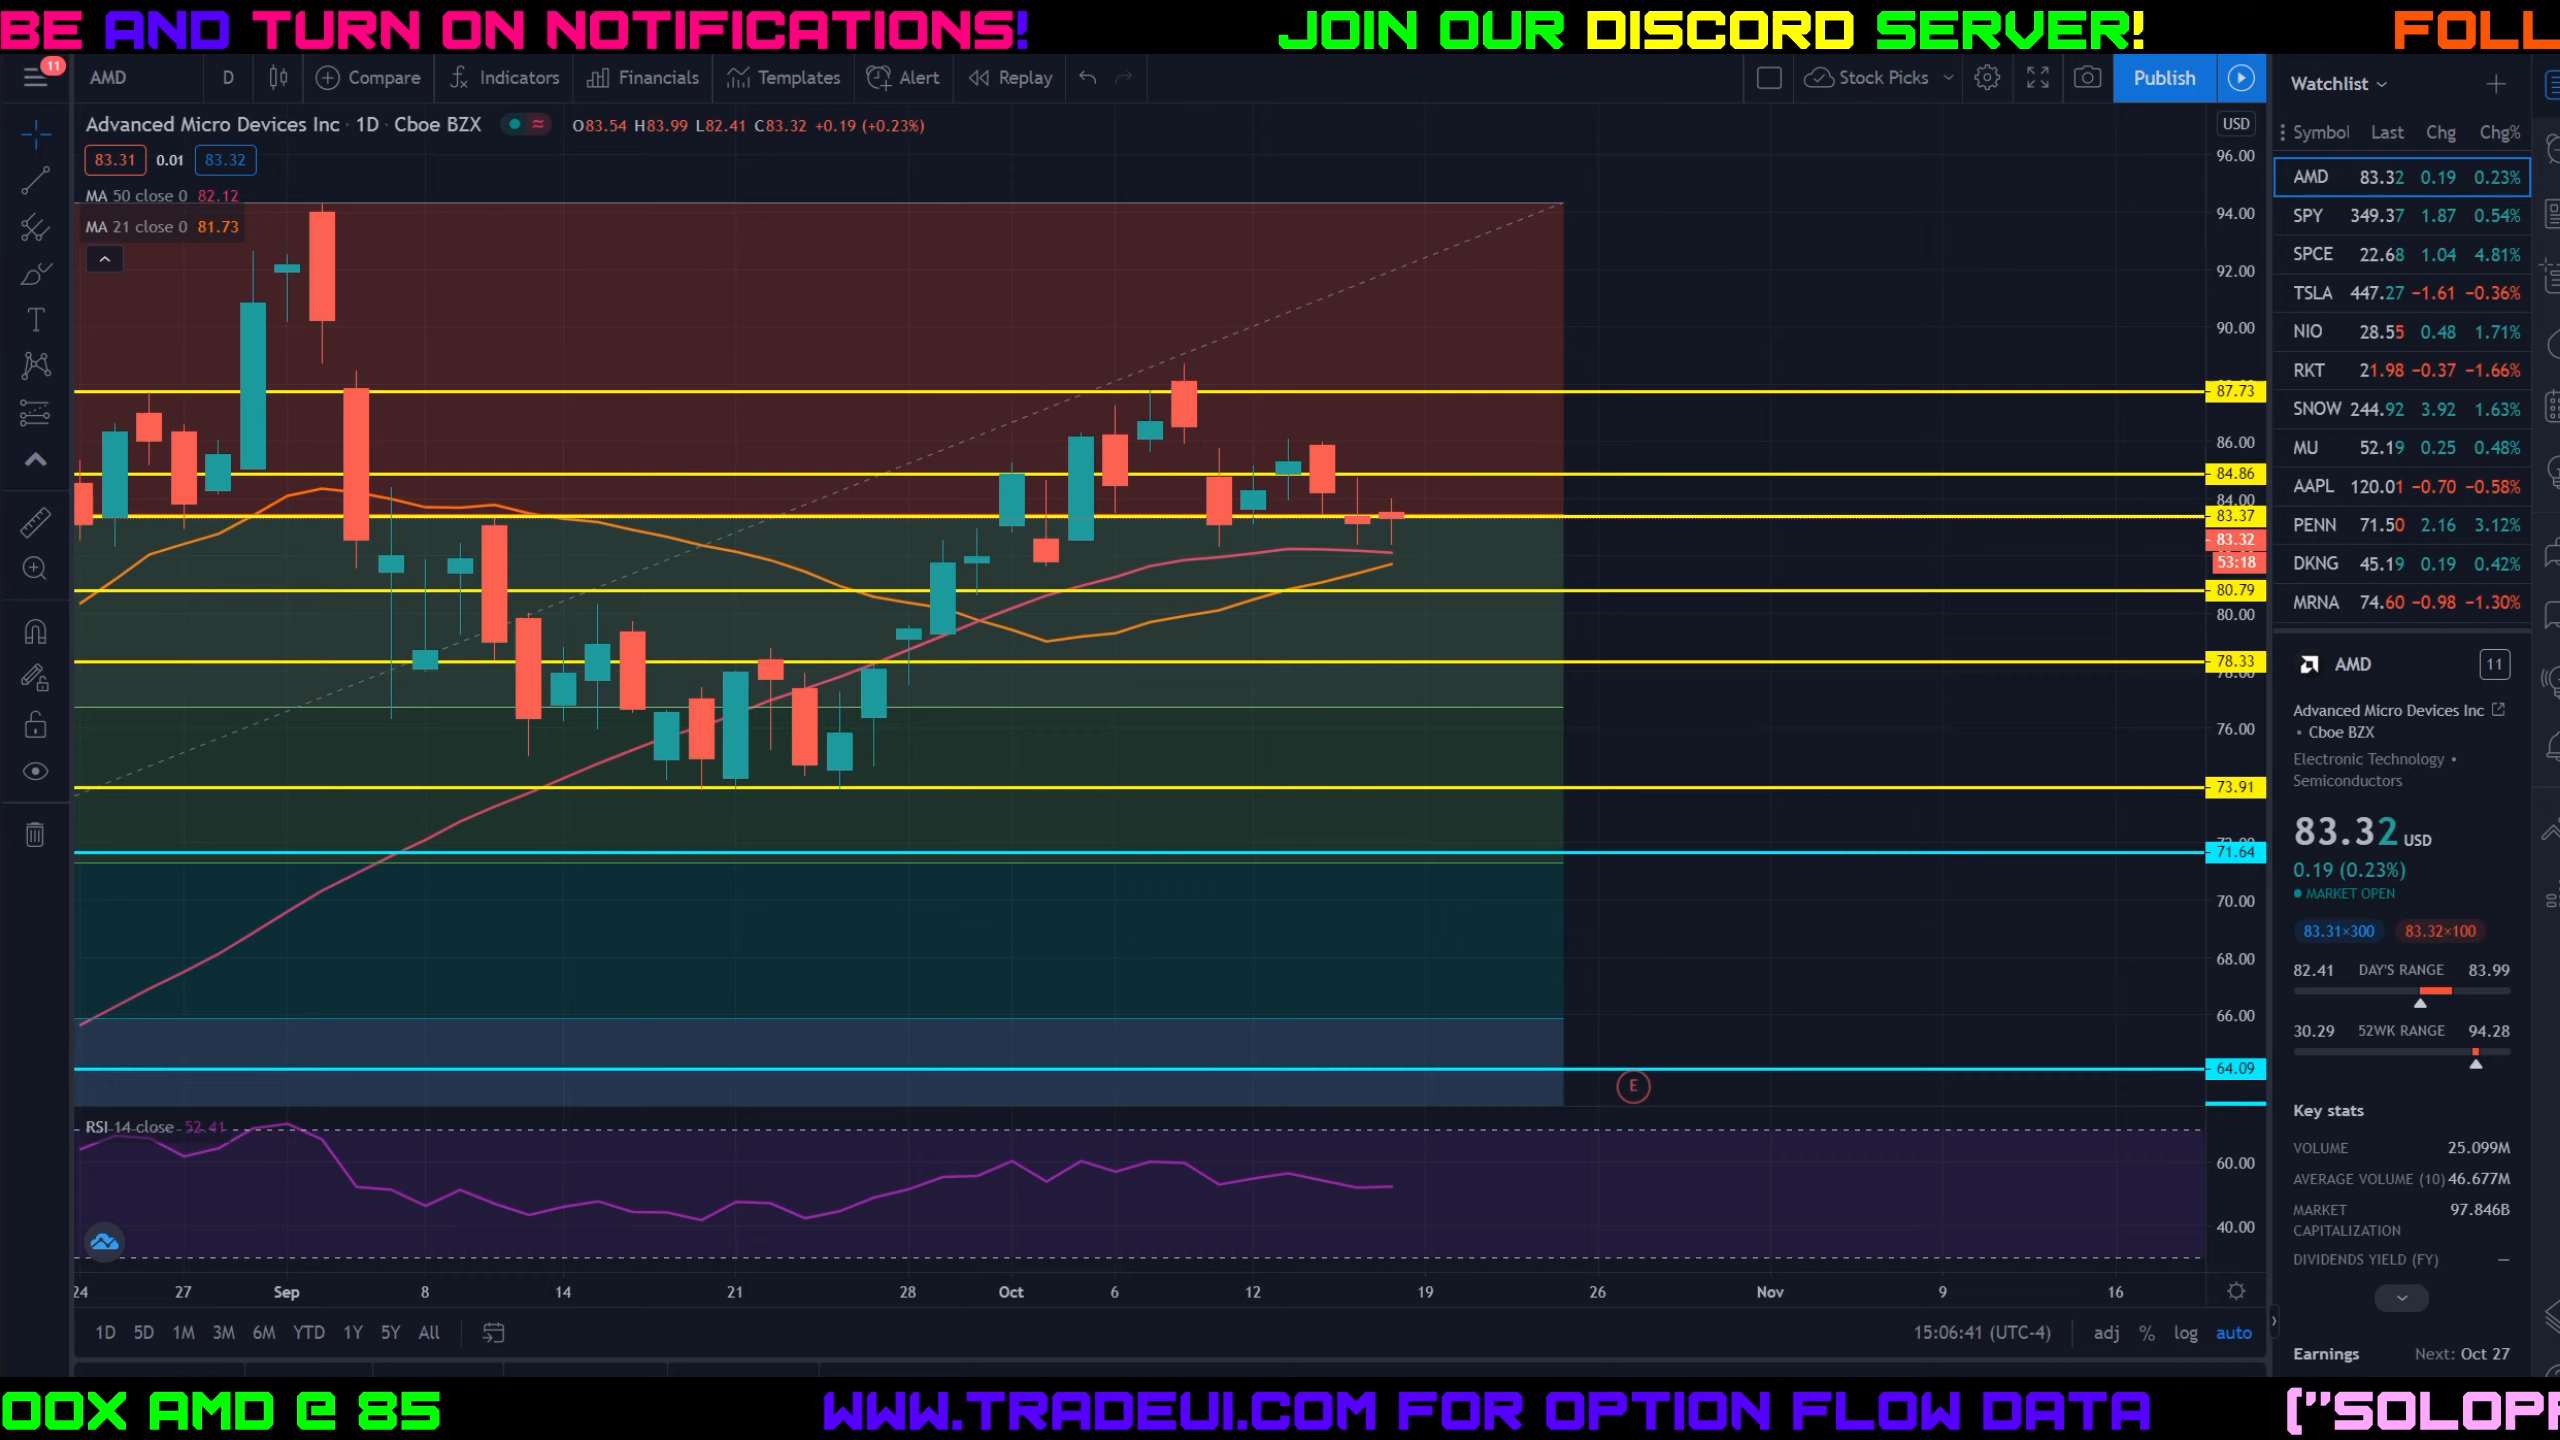 BE AND TURN ON NOTIFICATIONS!
JOIN OUR DISCORD SERVER!
FOLL
11
AMD
D
Compare
Indicators
Financials
Templates
Alert
Replay
Stock Picks
Publish
Advanced Micro Devices Inc · 1D · Cboe BZX
O83.54 H83.99 L82.41 C83.32 +0.19 (+0.23%)
83.31 0.01 83.32
MA 50 close 0 82.12
MA 21 close 0 81.73
USD
96.00
94.00
92.00
90.00
87.73
86.00
84.86
84.00
83.37
83.32
53:18
80.79
80.00
78.33
78.00
76.00
73.91
72.00
71.64
70.00
68.00
66.00
64.09
E
RSI 14 close 52.41
60.00
40.00
24 27 Sep 8 14 21 28 Oct 6 12 19 26 Nov 9 16
1D 5D 1M 3M 6M YTD 1Y 5Y All
15:06:41 (UTC-4) adj % log auto
Watchlist
Symbol Last Chg Chg%
AMD 83.32 0.19 0.23%
SPY 349.37 1.87 0.54%
SPCE 22.68 1.04 4.81%
TSLA 447.27 −1.61 −0.36%
NIO 28.55 0.48 1.71%
RKT 21.98 −0.37 −1.66%
SNOW 244.92 3.92 1.63%
MU 52.19 0.25 0.48%
AAPL 120.01 −0.70 −0.58%
PENN 71.50 2.16 3.12%
DKNG 45.19 0.19 0.42%
MRNA 74.60 −0.98 −1.30%
AMD 11
Advanced Micro Devices Inc
• Cboe BZX
Electronic Technology •
Semiconductors
83.32 USD
0.19 (0.23%)
MARKET OPEN
83.31×300 83.32×100
82.41 DAY'S RANGE 83.99
30.29 52WK RANGE 94.28
Key stats
VOLUME 25.099M
AVERAGE VOLUME (10) 46.677M
MARKET CAPITALIZATION 97.846B
DIVIDENDS YIELD (FY) —
Earnings Next: Oct 27
00X AMD @ 85
WWW.TRADEUI.COM FOR OPTION FLOW DATA
("SOLOP